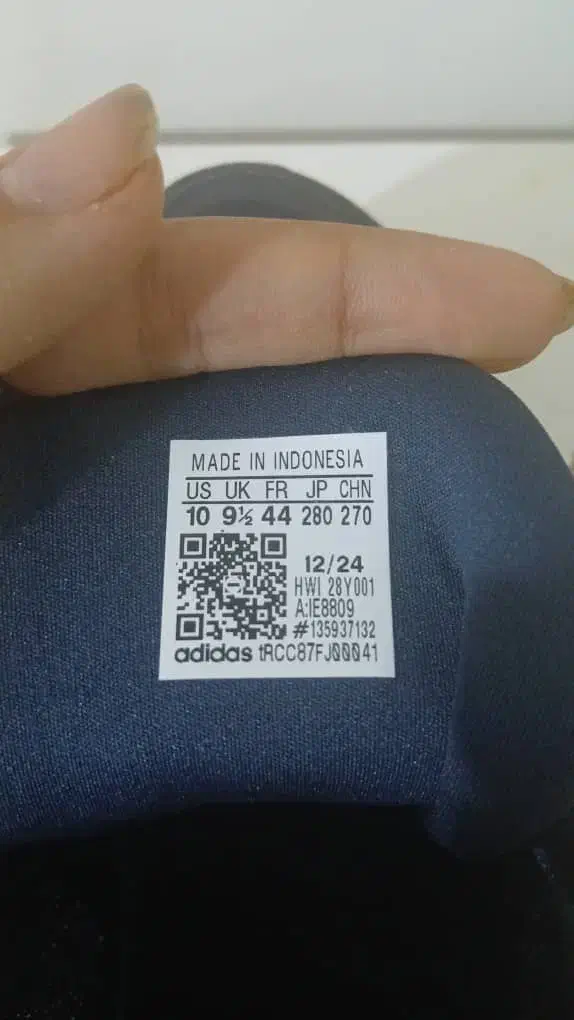 MADE IN INDONESIA
US UK FR JP CHN
10 9½ 44 280 270
12/24
HWI 28Y001
A:IE8809
#135937132
adidas tRCC87FJ00041